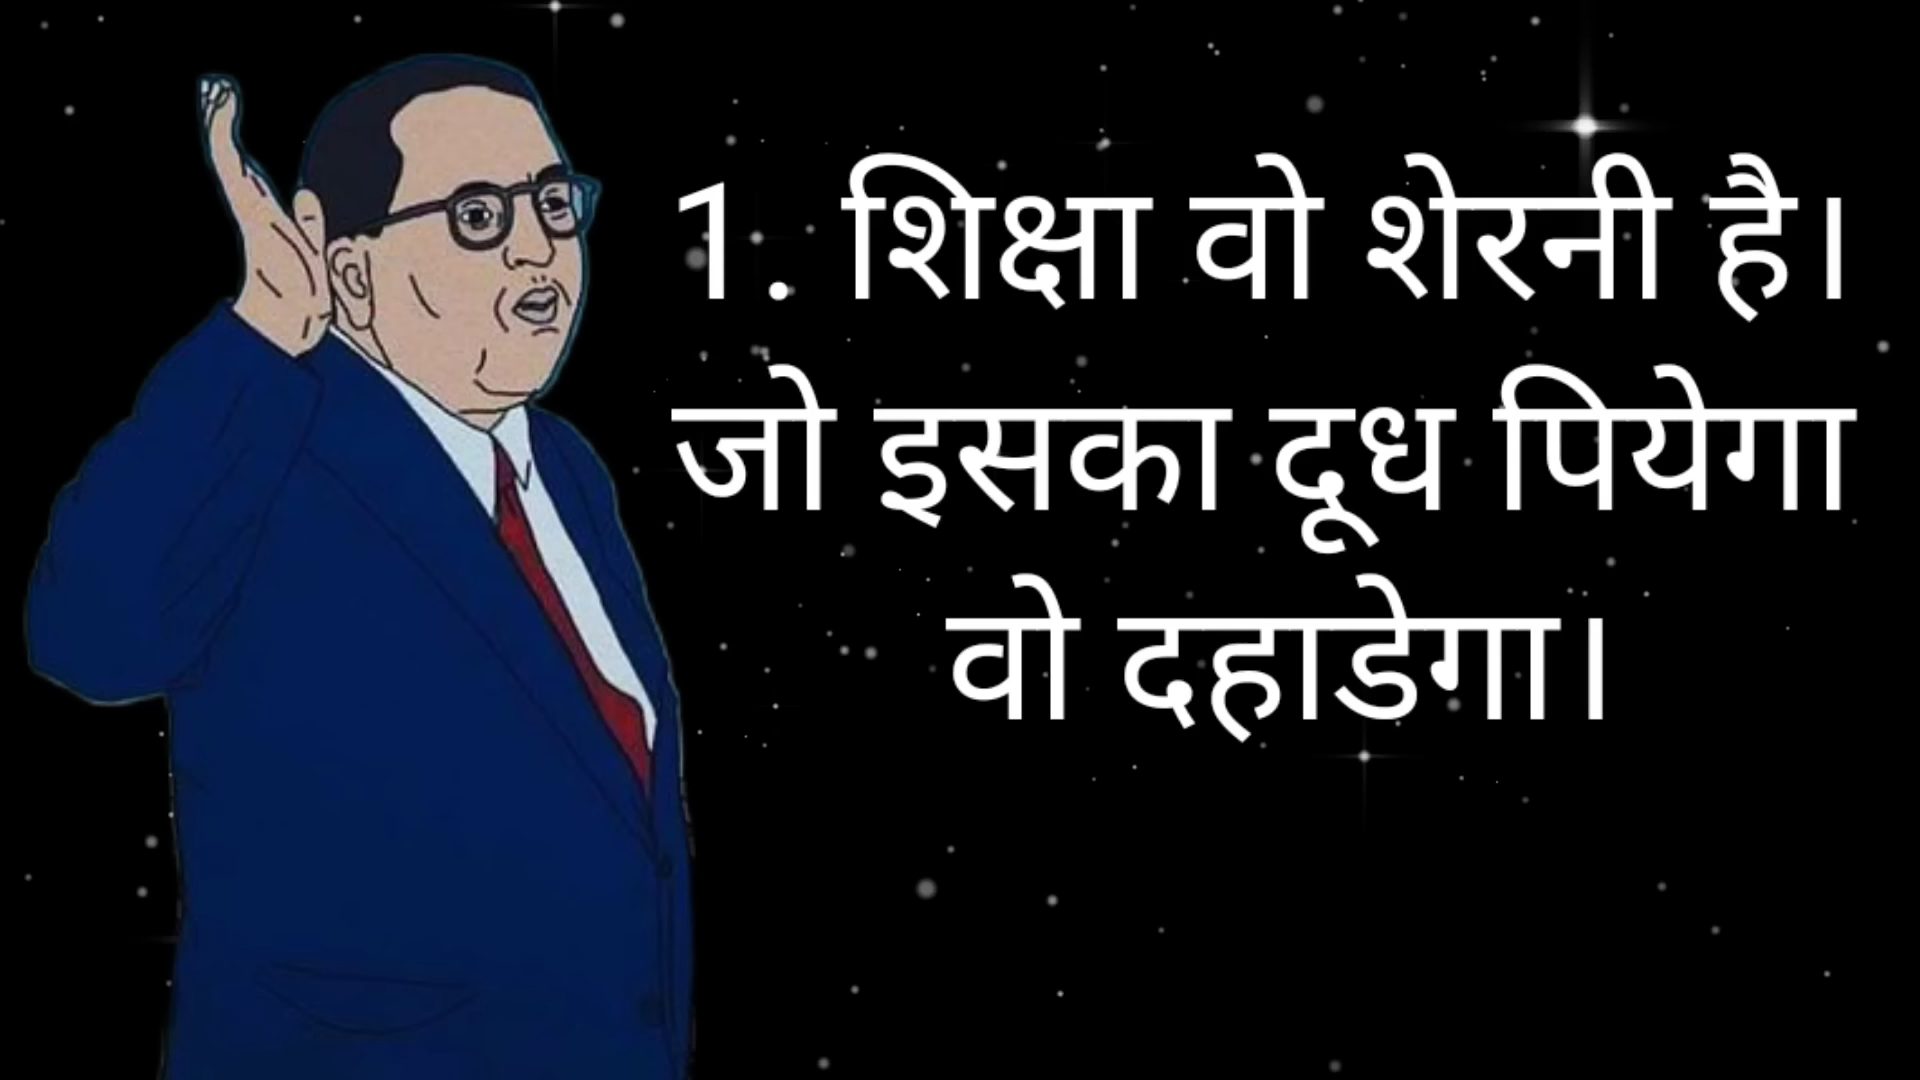 1. शिक्षा वो शेरनी है।
जो इसका दूध पियेगा
वो दहाडेगा।